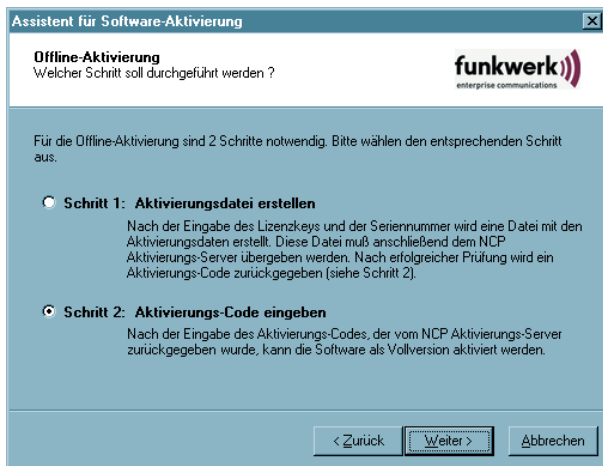 Assistent für Software-Aktivierung
Offline-Aktivierung
Welcher Schritt soll durchgeführt werden ?
funkwerk
enterprise communications
Für die Offline-Aktivierung sind 2 Schritte notwendig. Bitte wählen den entsprechenden Schritt
aus.
Schritt 1: Aktivierungsdatei erstellen
Nach der Eingabe des Lizenzkeys und der Seriennummer wird eine Datei mit den
Aktivierungsdaten erstellt. Diese Datei muß anschließend dem NCP
Aktivierungs-Server übergeben werden. Nach erfolgreicher Prüfung wird ein
Aktivierungs-Code zurückgegeben (siehe Schritt 2).
Schritt 2: Aktivierungs-Code eingeben
Nach der Eingabe des Aktivierungs-Codes, der vom NCP Aktivierungs-Server
zurückgegeben wurde, kann die Software als Vollversion aktiviert werden.
< Zurück Weiter > Abbrechen